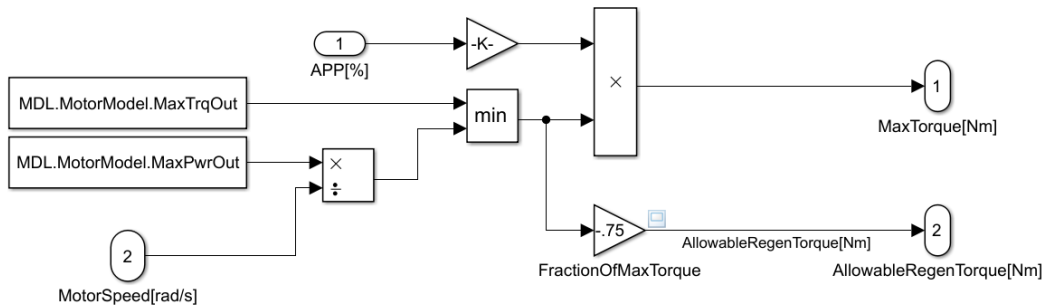 1
-K-
APP[%]
×
1
MaxTorque[Nm]
MDL.MotorModel.MaxTrqOut
min
MDL.MotorModel.MaxPwrOut
×
÷
2
MotorSpeed[rad/s]
-.75
FractionOfMaxTorque
AllowableRegenTorque[Nm]
2
AllowableRegenTorque[Nm]